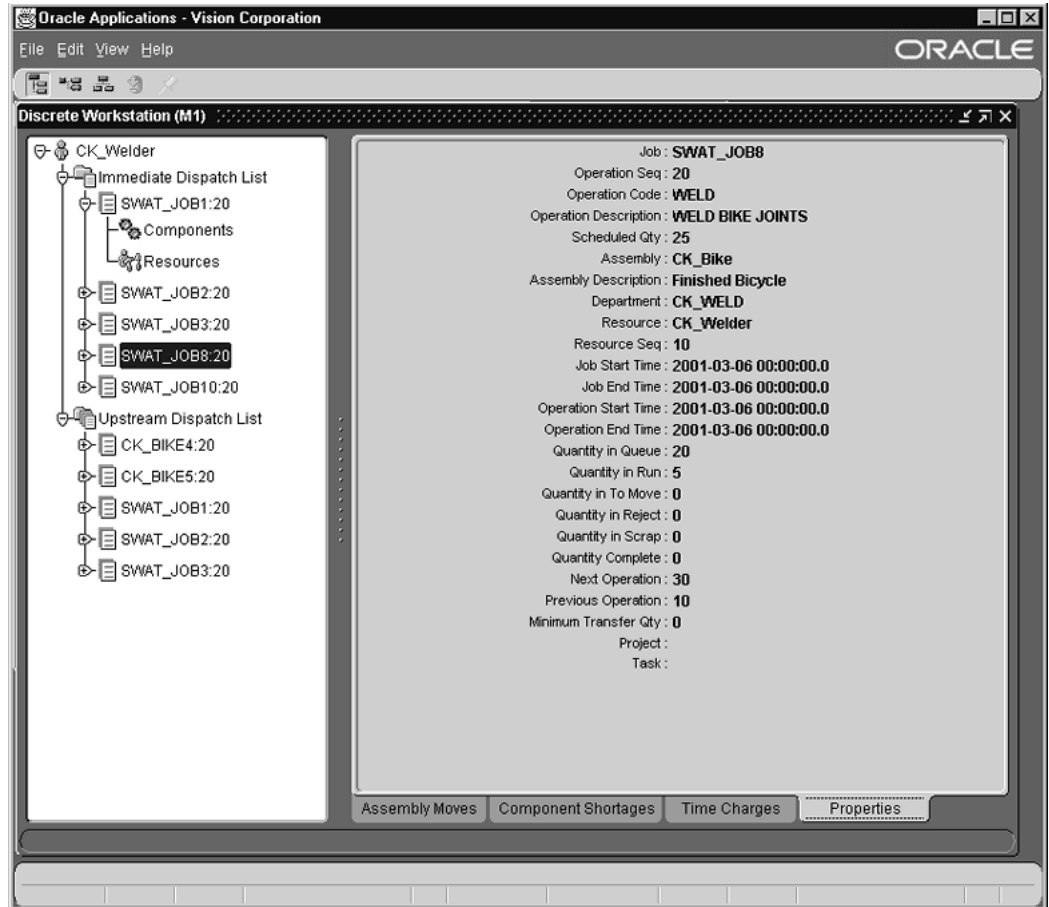 Oracle Applications - Vision Corporation
File Edit View Help
ORACLE
Discrete Workstation (M1)
CK_Welder
Immediate Dispatch List
SWAT_JOB1:20
Components
Resources
SWAT_JOB2:20
SWAT_JOB3:20
SWAT_JOB8:20
SWAT_JOB10:20
Upstream Dispatch List
CK_BIKE4:20
CK_BIKE5:20
SWAT_JOB1:20
SWAT_JOB2:20
SWAT_JOB3:20
Job : SWAT_JOB8
Operation Seq : 20
Operation Code : WELD
Operation Description : WELD BIKE JOINTS
Scheduled Qty : 25
Assembly : CK_Bike
Assembly Description : Finished Bicycle
Department : CK_WELD
Resource : CK_Welder
Resource Seq : 10
Job Start Time : 2001-03-06 00:00:00.0
Job End Time : 2001-03-06 00:00:00.0
Operation Start Time : 2001-03-06 00:00:00.0
Operation End Time : 2001-03-06 00:00:00.0
Quantity in Queue : 20
Quantity in Run : 5
Quantity in To Move : 0
Quantity in Reject : 0
Quantity in Scrap : 0
Quantity Complete : 0
Next Operation : 30
Previous Operation : 10
Minimum Transfer Qty : 0
Project :
Task :
Assembly Moves Component Shortages Time Charges Properties